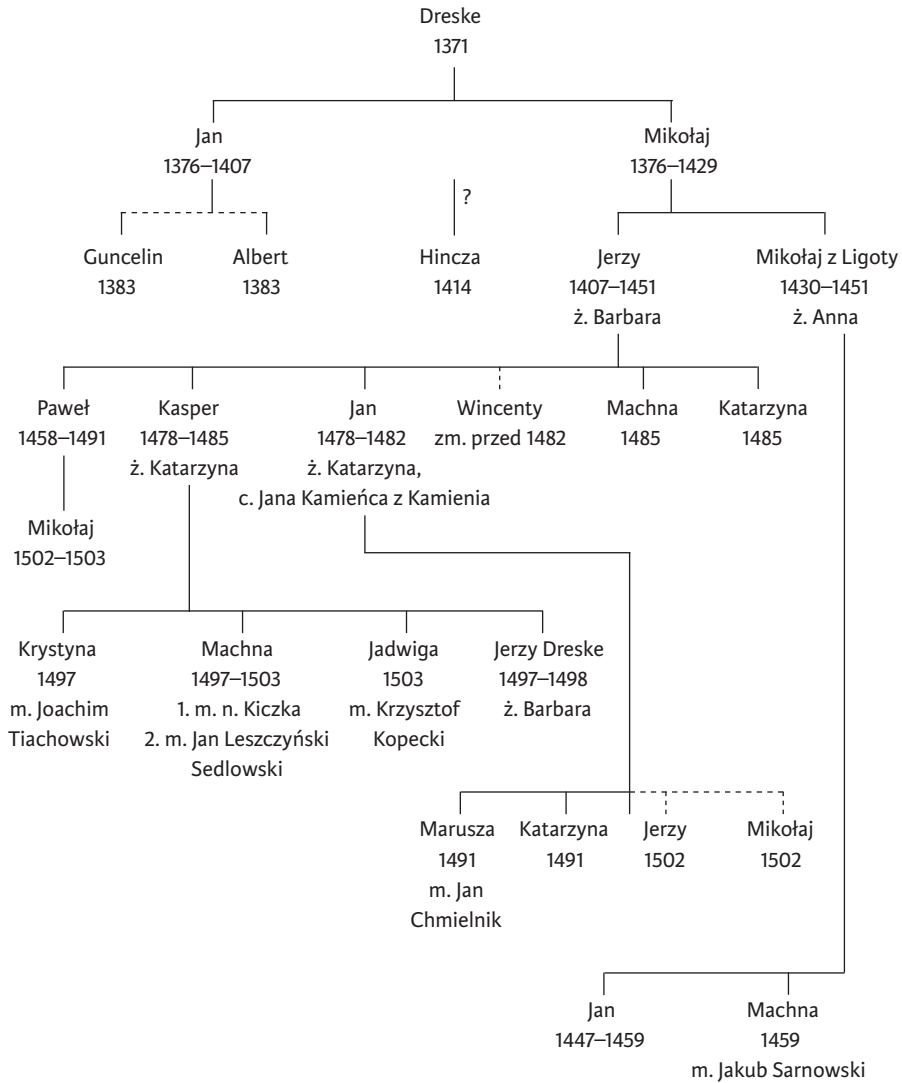 Dreske
1371
Jan
1376–1407
Mikołaj
1376–1429
?
Guncelin
1383
Albert
1383
Hincza
1414
Jerzy
1407–1451
ż. Barbara
Mikołaj z Ligoty
1430–1451
ż. Anna
Paweł
1458–1491
Kasper
1478–1485
ż. Katarzyna
Jan
1478–1482
ż. Katarzyna,
c. Jana Kamieńca z Kamienia
Wincenty
zm. przed 1482
Machna
1485
Katarzyna
1485
Mikołaj
1502–1503
Krystyna
1497
m. Joachim
Tiachowski
Machna
1497–1503
1. m. n. Kiczka
2. m. Jan Leszczyński
Sedlowski
Jadwiga
1503
m. Krzysztof
Kopecki
Jerzy Dreske
1497–1498
ż. Barbara
Marusza
1491
m. Jan
Chmielnik
Katarzyna
1491
Jerzy
1502
Mikołaj
1502
Jan
1447–1459
Machna
1459
m. Jakub Sarnowski